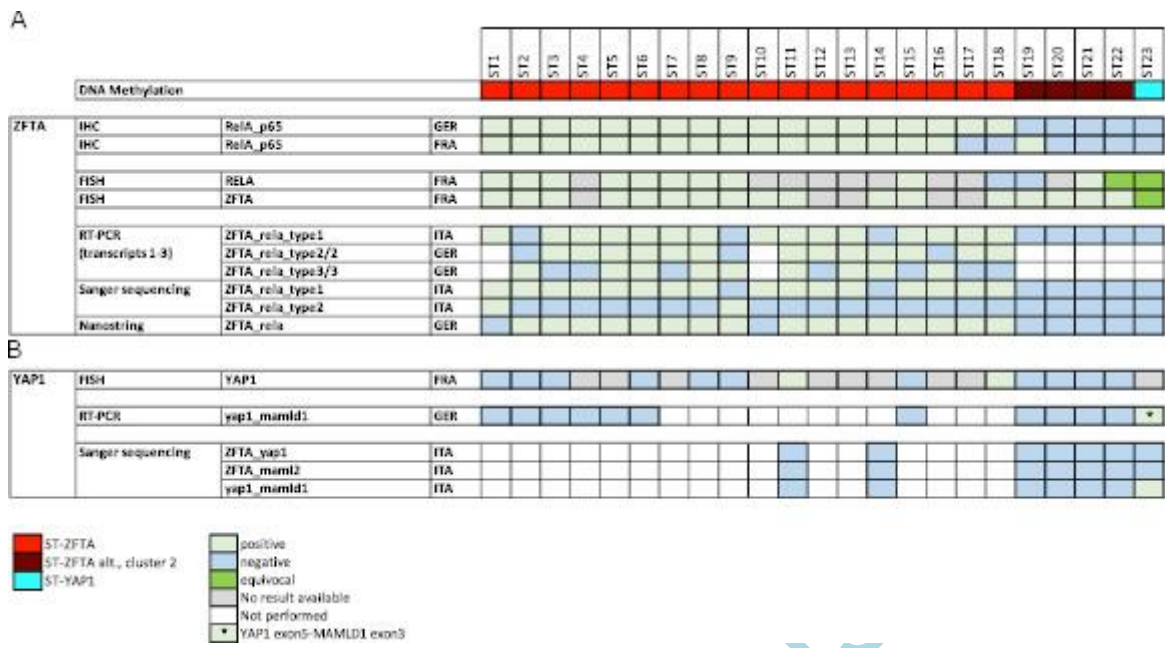 A
ST1 ST2 ST3 ST4 ST5 ST6 ST7 ST8 ST9 ST10 ST11 ST12 ST13 ST14 ST15 ST16 ST17 ST18 ST19 ST20 ST21 ST22 ST23
DNA Methylation
ZFTA IHC RelA_p65 GER
IHC RelA_p65 FRA
FISH RELA FRA
FISH ZFTA FRA
RT-PCR ZFTA_rela_type1 ITA
(transcripts 1-3) ZFTA_rela_type2/2 GER
ZFTA_rela_type3/3 GER
Sanger sequencing ZFTA_rela_type1 ITA
ZFTA_rela_type2 ITA
Nanostring ZFTA_rela GER
B
YAP1 FISH YAP1 FRA
RT-PCR yap1_mamld1 GER *
Sanger sequencing ZFTA_yap1 ITA
ZFTA_maml2 ITA
yap1_mamld1 ITA
ST-ZFTA positive
ST-ZFTA alt., cluster 2 negative
ST-YAP1 equivocal
No result available
Not performed
* YAP1 exon5-MAMLD1 exon3